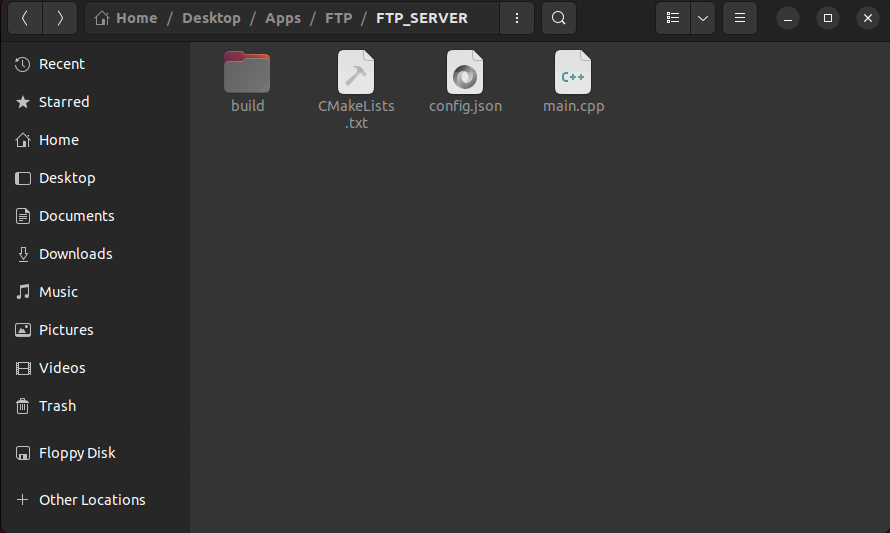 Home / Desktop / Apps / FTP / FTP_SERVER
Recent
Starred
Home
Desktop
Documents
Downloads
Music
Pictures
Videos
Trash
Floppy Disk
Other Locations
build
CMakeLists
.txt
config.json
C++
main.cpp